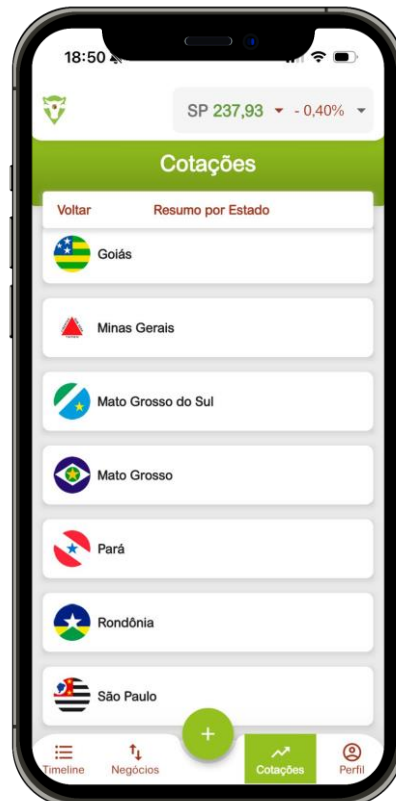 18:50
SP 237,93 - 0,40%
Cotações
Voltar Resumo por Estado
Goiás
Minas Gerais
Mato Grosso do Sul
Mato Grosso
Pará
Rondônia
São Paulo
+
Timeline Negócios Cotações Perfil